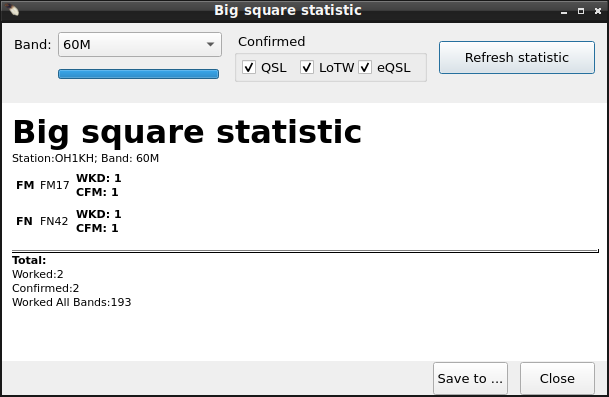 Big square statistic
Band: 60M
Confirmed
QSL LoTW eQSL
Refresh statistic
Big square statistic
Station:OH1KH; Band: 60M
FM FM17 WKD: 1
CFM: 1
FN FN42 WKD: 1
CFM: 1
Total:
Worked:2
Confirmed:2
Worked All Bands:193
Save to ... Close